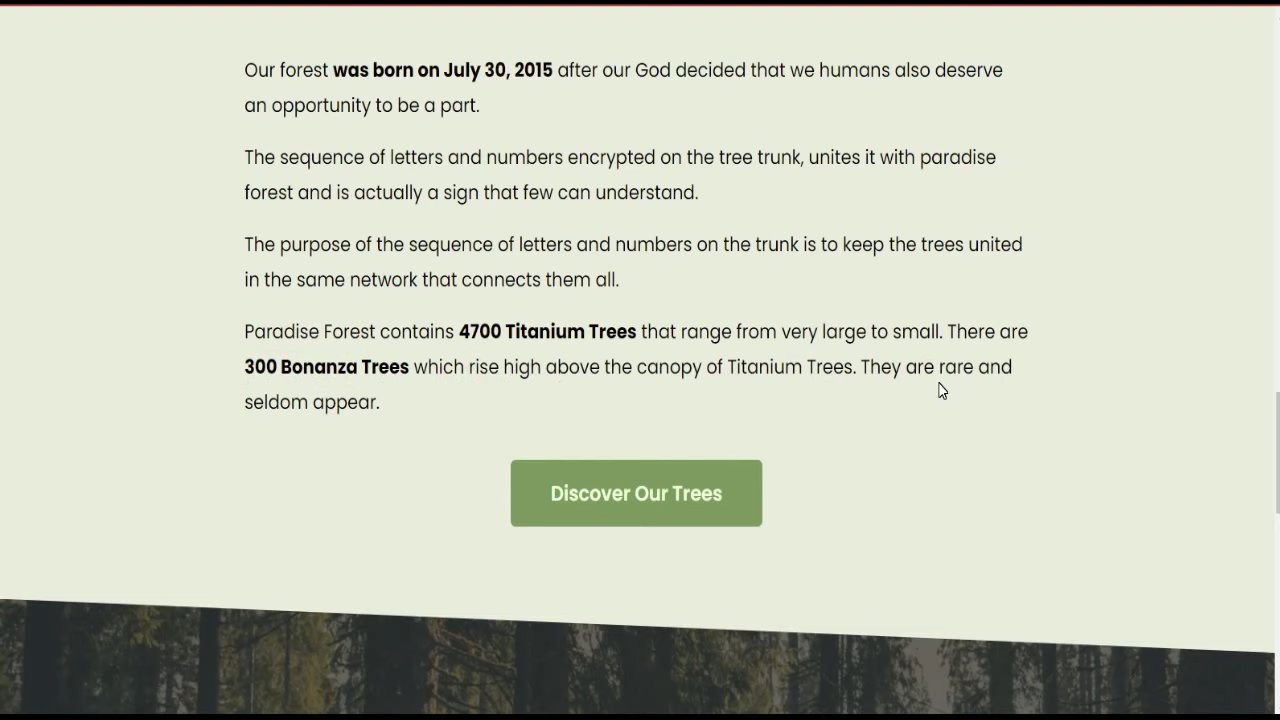 Our forest was born on July 30, 2015 after our God decided that we humans also deserve
an opportunity to be a part.
The sequence of letters and numbers encrypted on the tree trunk, unites it with paradise
forest and is actually a sign that few can understand.
The purpose of the sequence of letters and numbers on the trunk is to keep the trees united
in the same network that connects them all.
Paradise Forest contains 4700 Titanium Trees that range from very large to small. There are
300 Bonanza Trees which rise high above the canopy of Titanium Trees. They are rare and
seldom appear.
Discover Our Trees